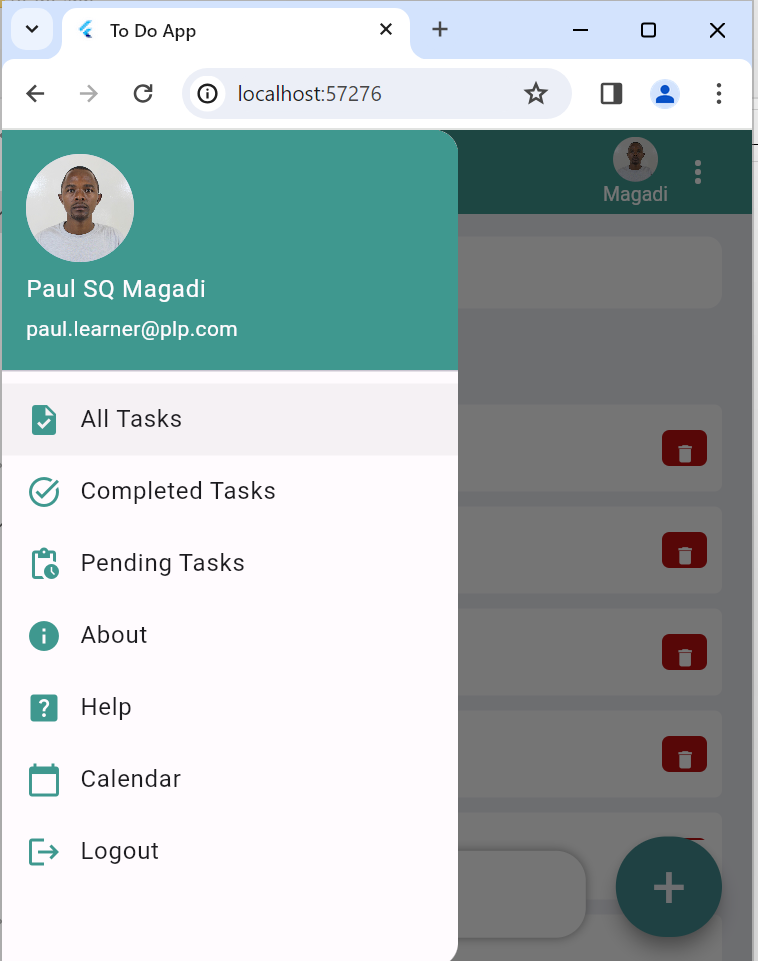 To Do App
localhost:57276
Magadi
Paul SQ Magadi
paul.learner@plp.com
All Tasks
Completed Tasks
Pending Tasks
About
Help
Calendar
Logout